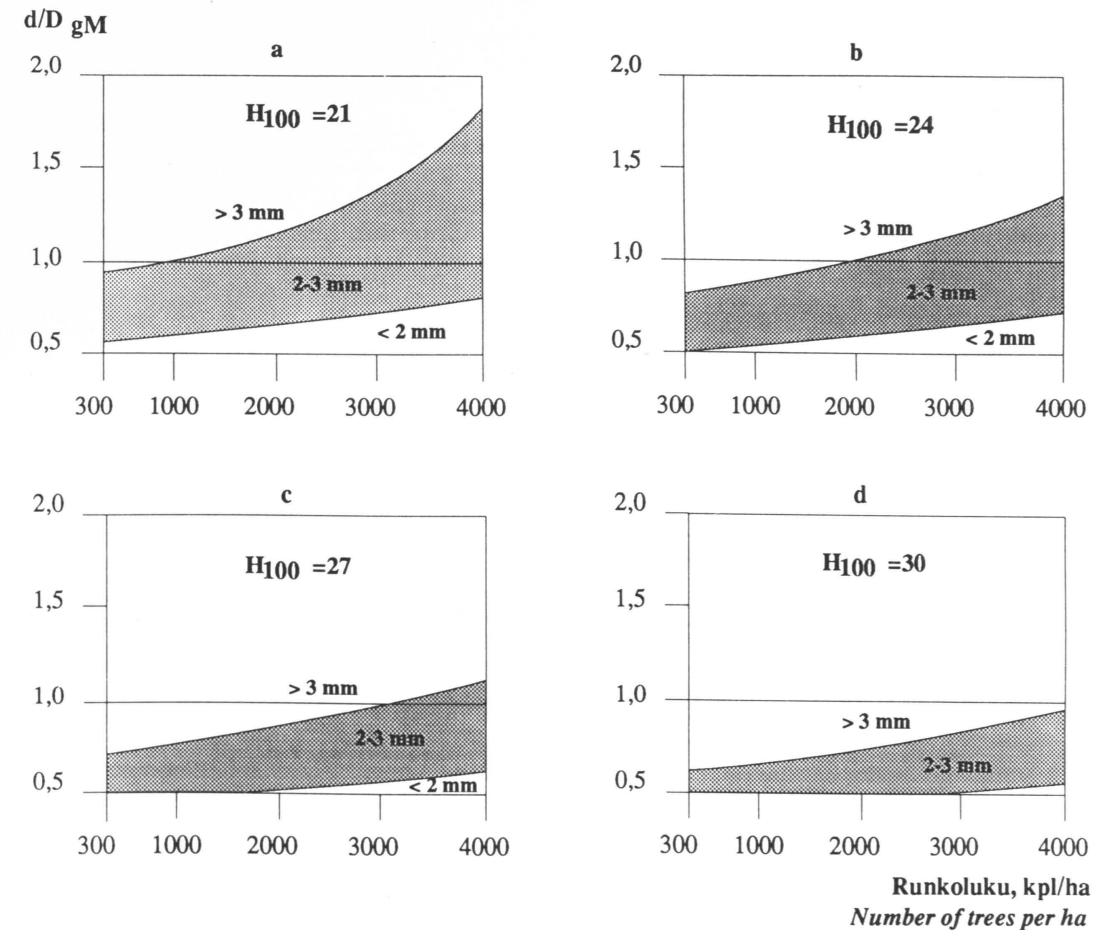 d/D gM
a
2,0
H100 =21
1,5
> 3 mm
1,0
2-3 mm
< 2 mm
0,5
300 1000 2000 3000 4000
b
2,0
H100 =24
1,5
> 3 mm
1,0
2-3 mm
< 2 mm
0,5
300 1000 2000 3000 4000
c
2,0
H100 =27
1,5
> 3 mm
1,0
2-3 mm
< 2 mm
0,5
300 1000 2000 3000 4000
d
2,0
H100 =30
1,5
1,0
> 3 mm
2-3 mm
0,5
300 1000 2000 3000 4000
Runkoluku, kpl/ha
Number of trees per ha